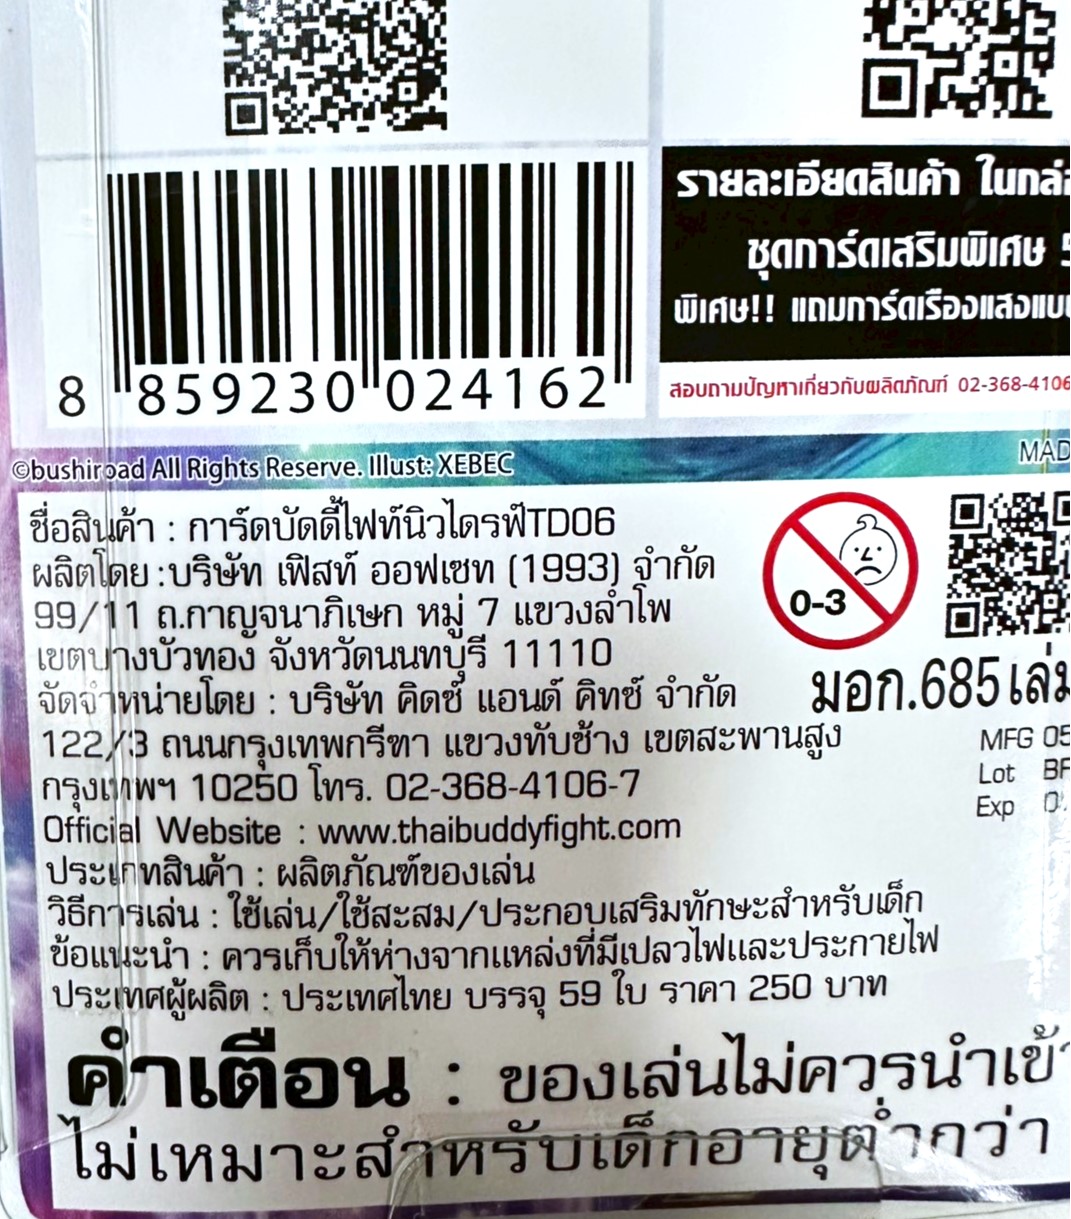 รายละเอียดสินค้า ในกล่อ
ชุดการ์ดเสริมพิเศษ 5
พิเศษ!! แถมการ์ดเรืองแสงแบบ
สอบถามปัญหาเกี่ยวกับผลิตภัณฑ์ 02-368-4106
8 859230 024162
©bushiroad All Rights Reserve. Illust: XEBEC
MAD
ชื่อสินค้า : การ์ดบัดดี้ไฟท์นิวไดรฟ์TD06
ผลิตโดย :บริษัท เฟิสท์ ออฟเซท (1993) จำกัด
99/11 ถ.กาญจนาภิเษก หมู่ 7 แขวงลำโพ
เขตบางบัวทอง จังหวัดนนทบุรี 11110
จัดจำหน่ายโดย : บริษัท คิดซ์ แอนด์ คิทซ์ จำกัด
122/3 ถนนกรุงเทพกรีฑา แขวงทับช้าง เขตสะพานสูง
กรุงเทพฯ 10250 โทร. 02-368-4106-7
Official Website : www.thaibuddyfight.com
ประเภทสินค้า : ผลิตภัณฑ์ของเล่น
วิธีการเล่น : ใช้เล่น/ใช้สะสม/ประกอบเสริมทักษะสำหรับเด็ก
ข้อแนะนำ : ควรเก็บให้ห่างจากแหล่งที่มีเปลวไฟและประกายไฟ
ประเทศผู้ผลิต : ประเทศไทย บรรจุ 59 ใบ ราคา 250 บาท
0-3
มอก.685 เล่ม
MFG 05
Lot BF
Exp 0
คำเตือน : ของเล่นไม่ควรนำเข้า
ไม่เหมาะสำหรับเด็กอายุต่ำกว่า